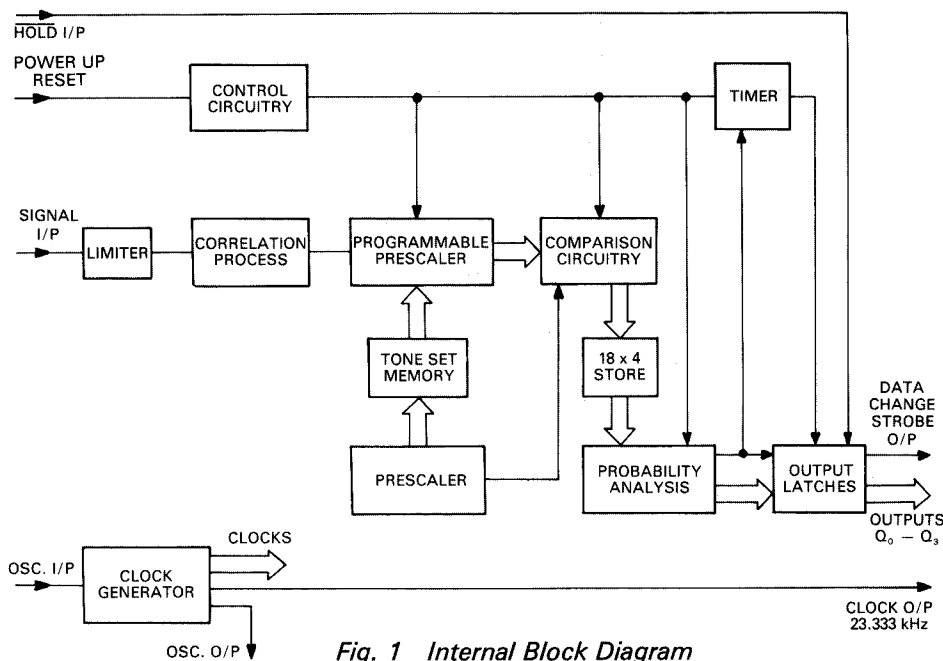 HOLD I/P
POWER UP
RESET
CONTROL
CIRCUITRY
TIMER
SIGNAL
I/P
LIMITER
CORRELATION
PROCESS
PROGRAMMABLE
PRESCALER
COMPARISON
CIRCUITRY
TONE SET
MEMORY
18 x 4
STORE
DATA
CHANGE
STROBE
O/P
PRESCALER
PROBABILITY
ANALYSIS
OUTPUT
LATCHES
OUTPUTS
Q₀ – Q₃
CLOCKS
OSC. I/P
CLOCK
GENERATOR
CLOCK O/P
23.333 kHz
OSC. O/P
Fig. 1 Internal Block Diagram